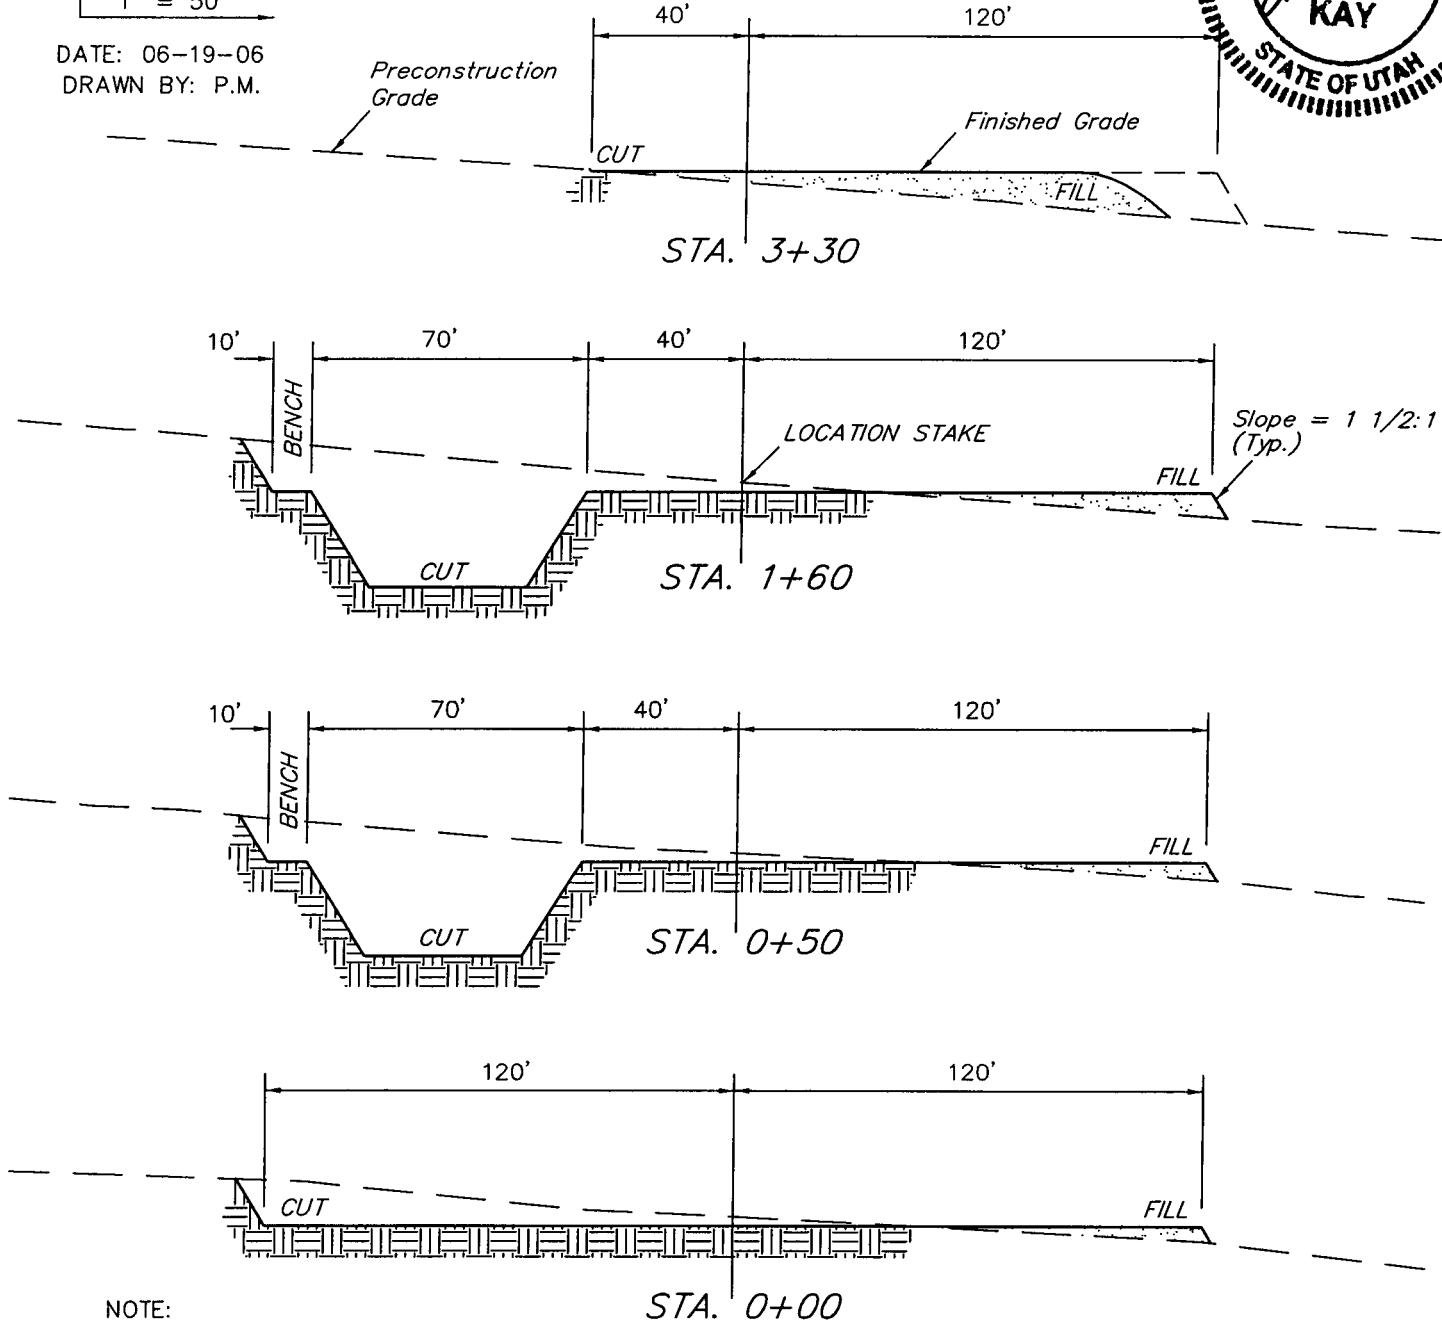 1" = 50'
DATE: 06-19-06
DRAWN BY: P.M.
KAY
STATE OF UTAH
40'
120'
Preconstruction
Grade
Finished Grade
CUT
FILL
STA. 3+30
10'
70'
40'
120'
BENCH
LOCATION STAKE
Slope = 1 1/2:1
(Typ.)
FILL
CUT
STA. 1+60
10'
70'
40'
120'
BENCH
FILL
CUT
STA. 0+50
120'
120'
CUT
FILL
NOTE:
STA. 0+00